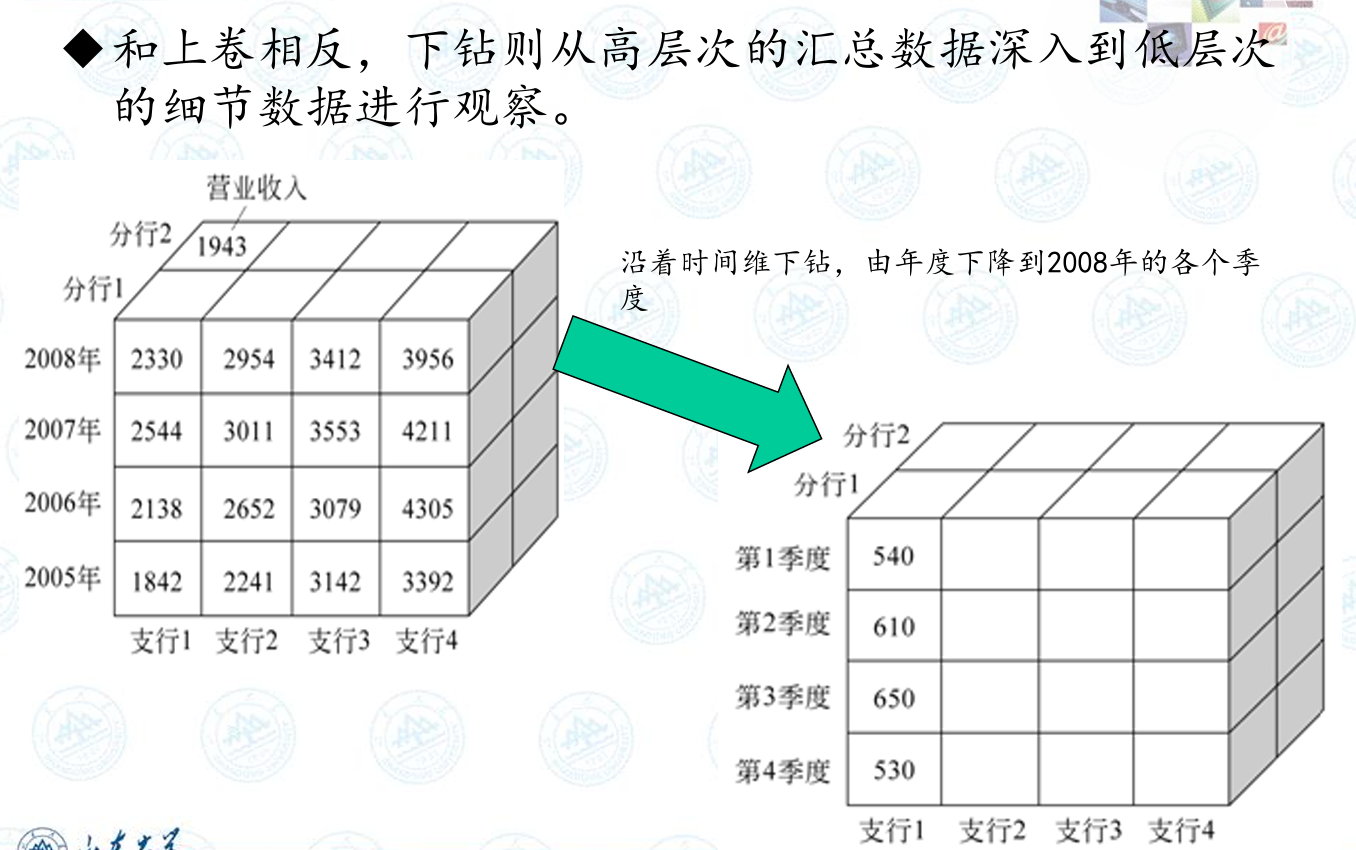 ◆和上卷相反，下钻则从高层次的汇总数据深入到低层次
的细节数据进行观察。
营业收入
分行2
1943
分行1
2008年 2330 2954 3412 3956
2007年 2544 3011 3553 4211
2006年 2138 2652 3079 4305
2005年 1842 2241 3142 3392
支行1 支行2 支行3 支行4
沿着时间维下钻，由年度下降到2008年的各个季
度
分行2
分行1
第1季度 540
第2季度 610
第3季度 650
第4季度 530
支行1 支行2 支行3 支行4
山东大学